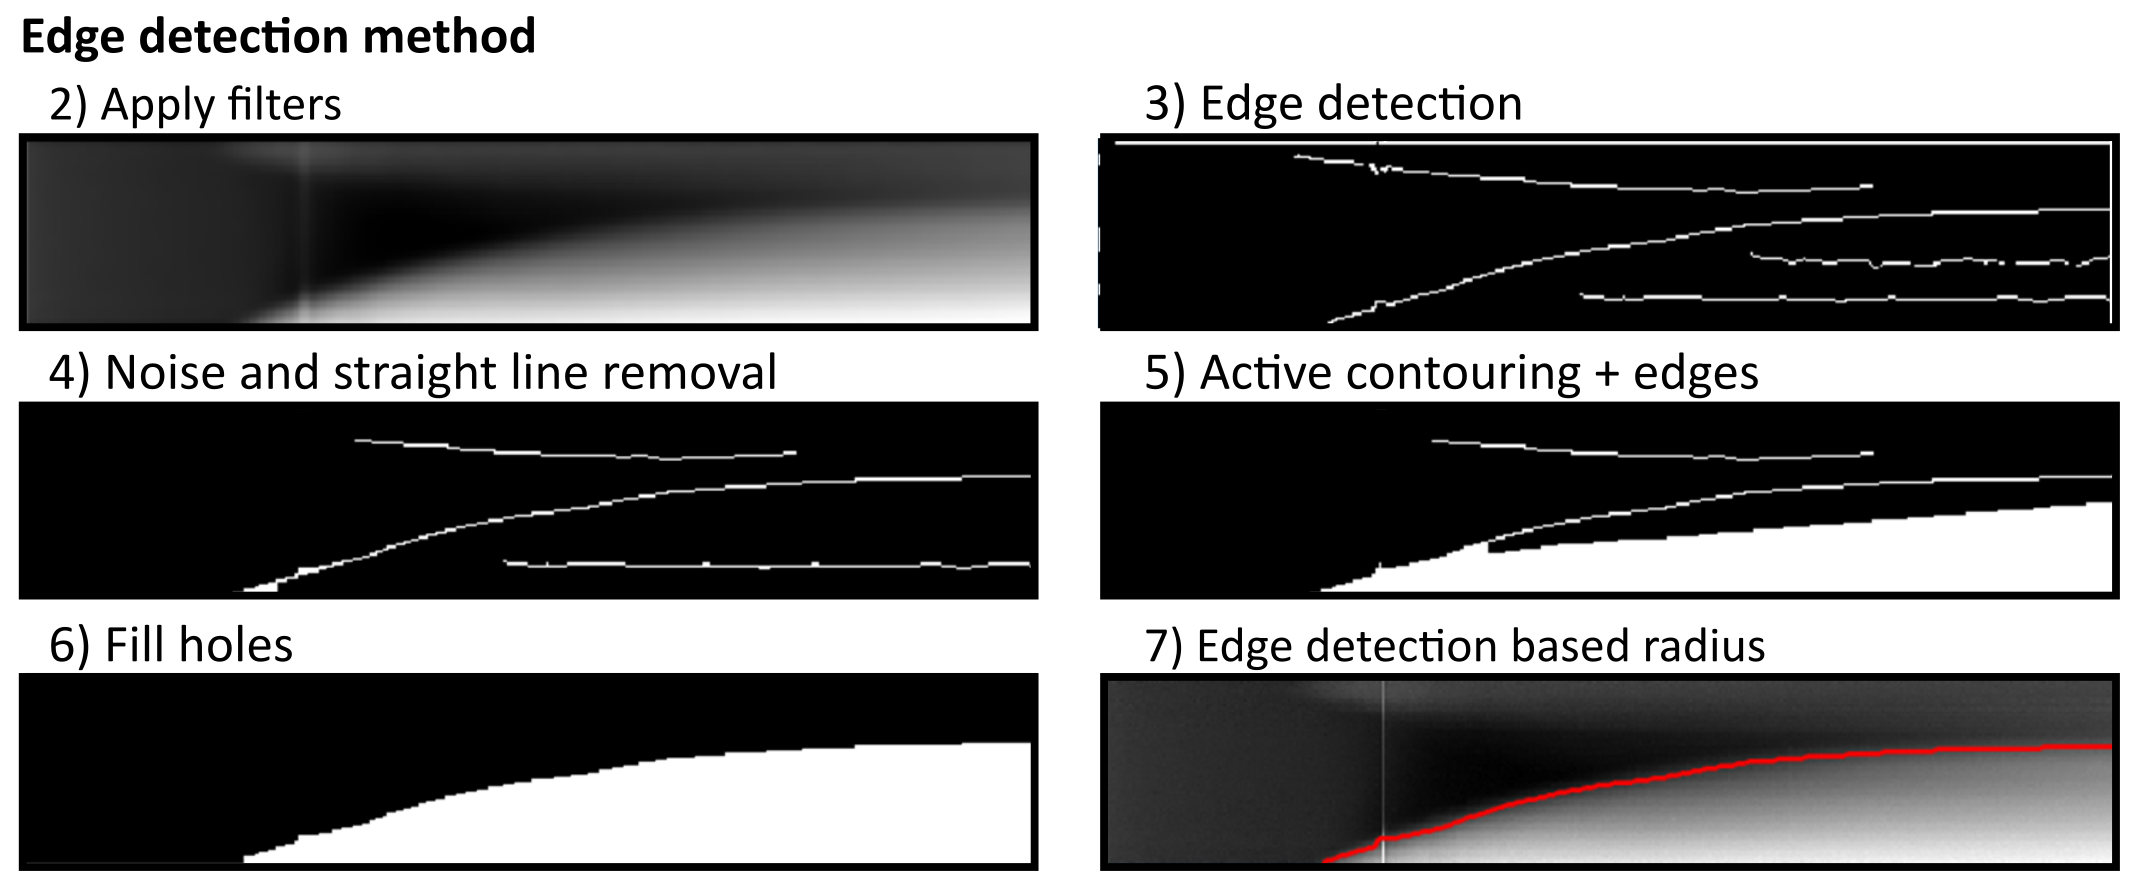 Edge detection method
2) Apply filters
3) Edge detection
4) Noise and straight line removal
5) Active contouring + edges
6) Fill holes
7) Edge detection based radius